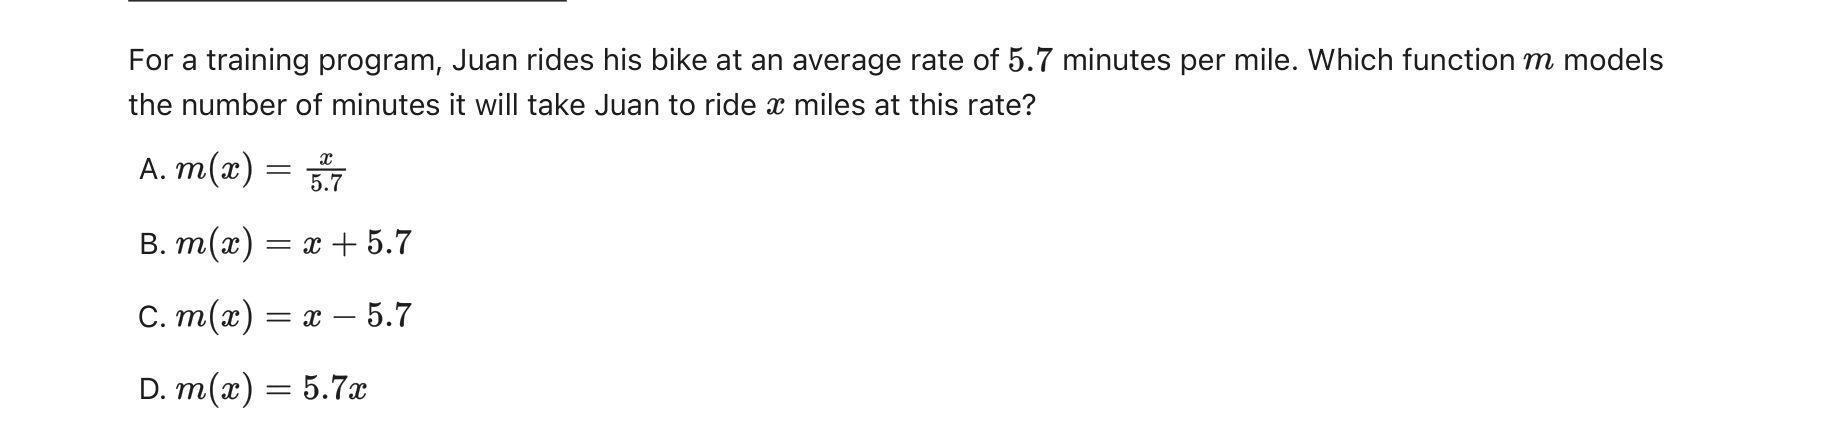 For a training program, Juan rides his bike at an average rate of 5.7 minutes per mile. Which function m models
the number of minutes it will take Juan to ride x miles at this rate?
A. m(x) = x/5.7
B. m(x) = x + 5.7
C. m(x) = x − 5.7
D. m(x) = 5.7x